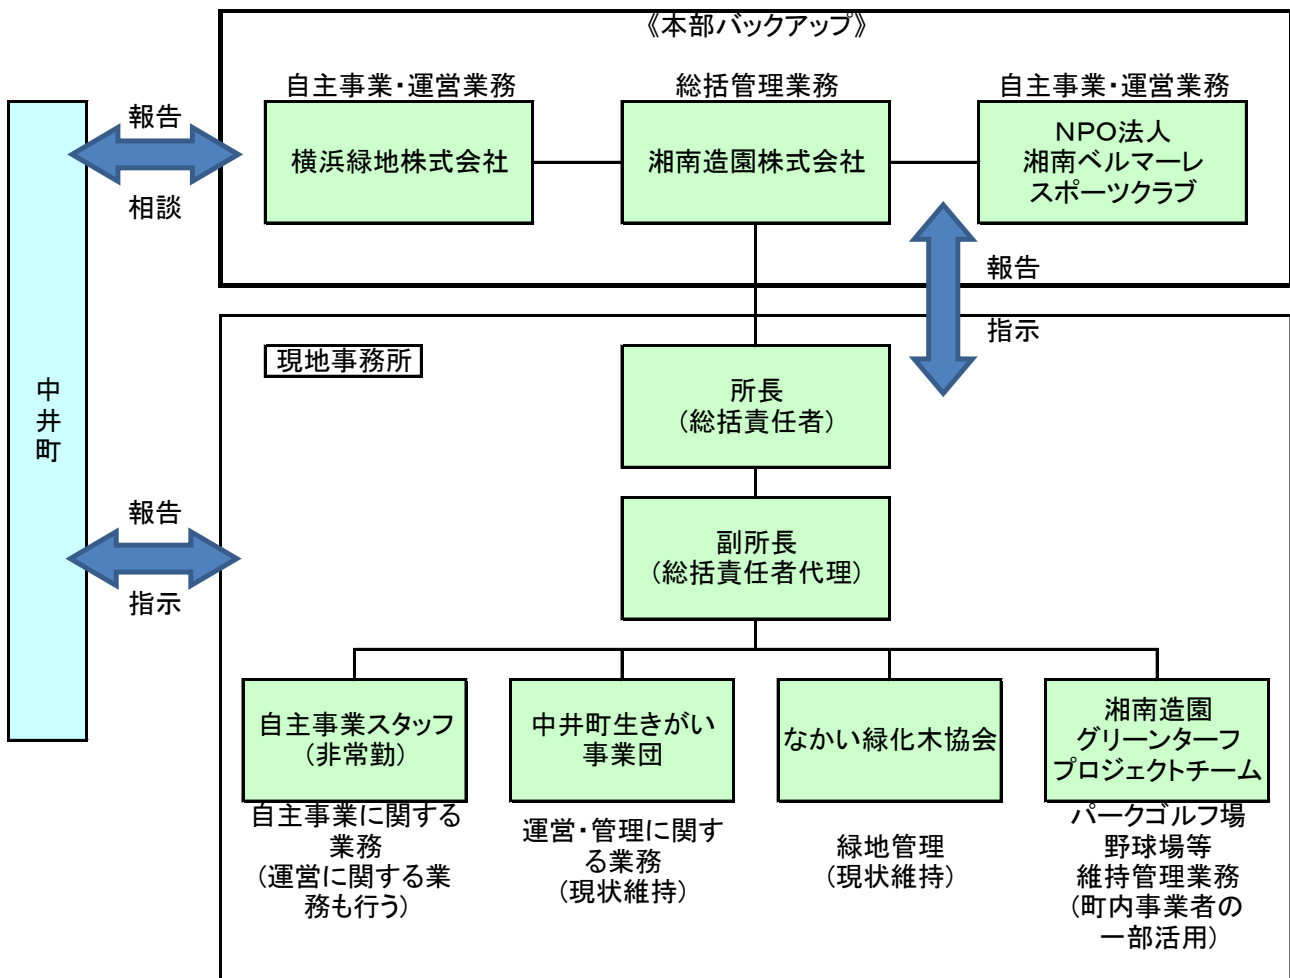 《本部バックアップ》
自主事業・運営業務
総括管理業務
自主事業・運営業務
横浜緑地株式会社
湘南造園株式会社
NPO法人
湘南ベルマーレ
スポーツクラブ
報告
相談
報告
指示
中
井
町
現地事務所
所長
(総括責任者)
副所長
(総括責任者代理)
報告
指示
自主事業スタッフ
(非常勤)
自主事業に関する
業務
(運営に関する業
務も行う)
中井町生きがい
事業団
運営・管理に関す
る業務
(現状維持)
なかい緑化木協会
緑地管理
(現状維持)
湘南造園
グリーンターフ
プロジェクトチーム
パークゴルフ場
野球場等
維持管理業務
(町内事業者の
一部活用)